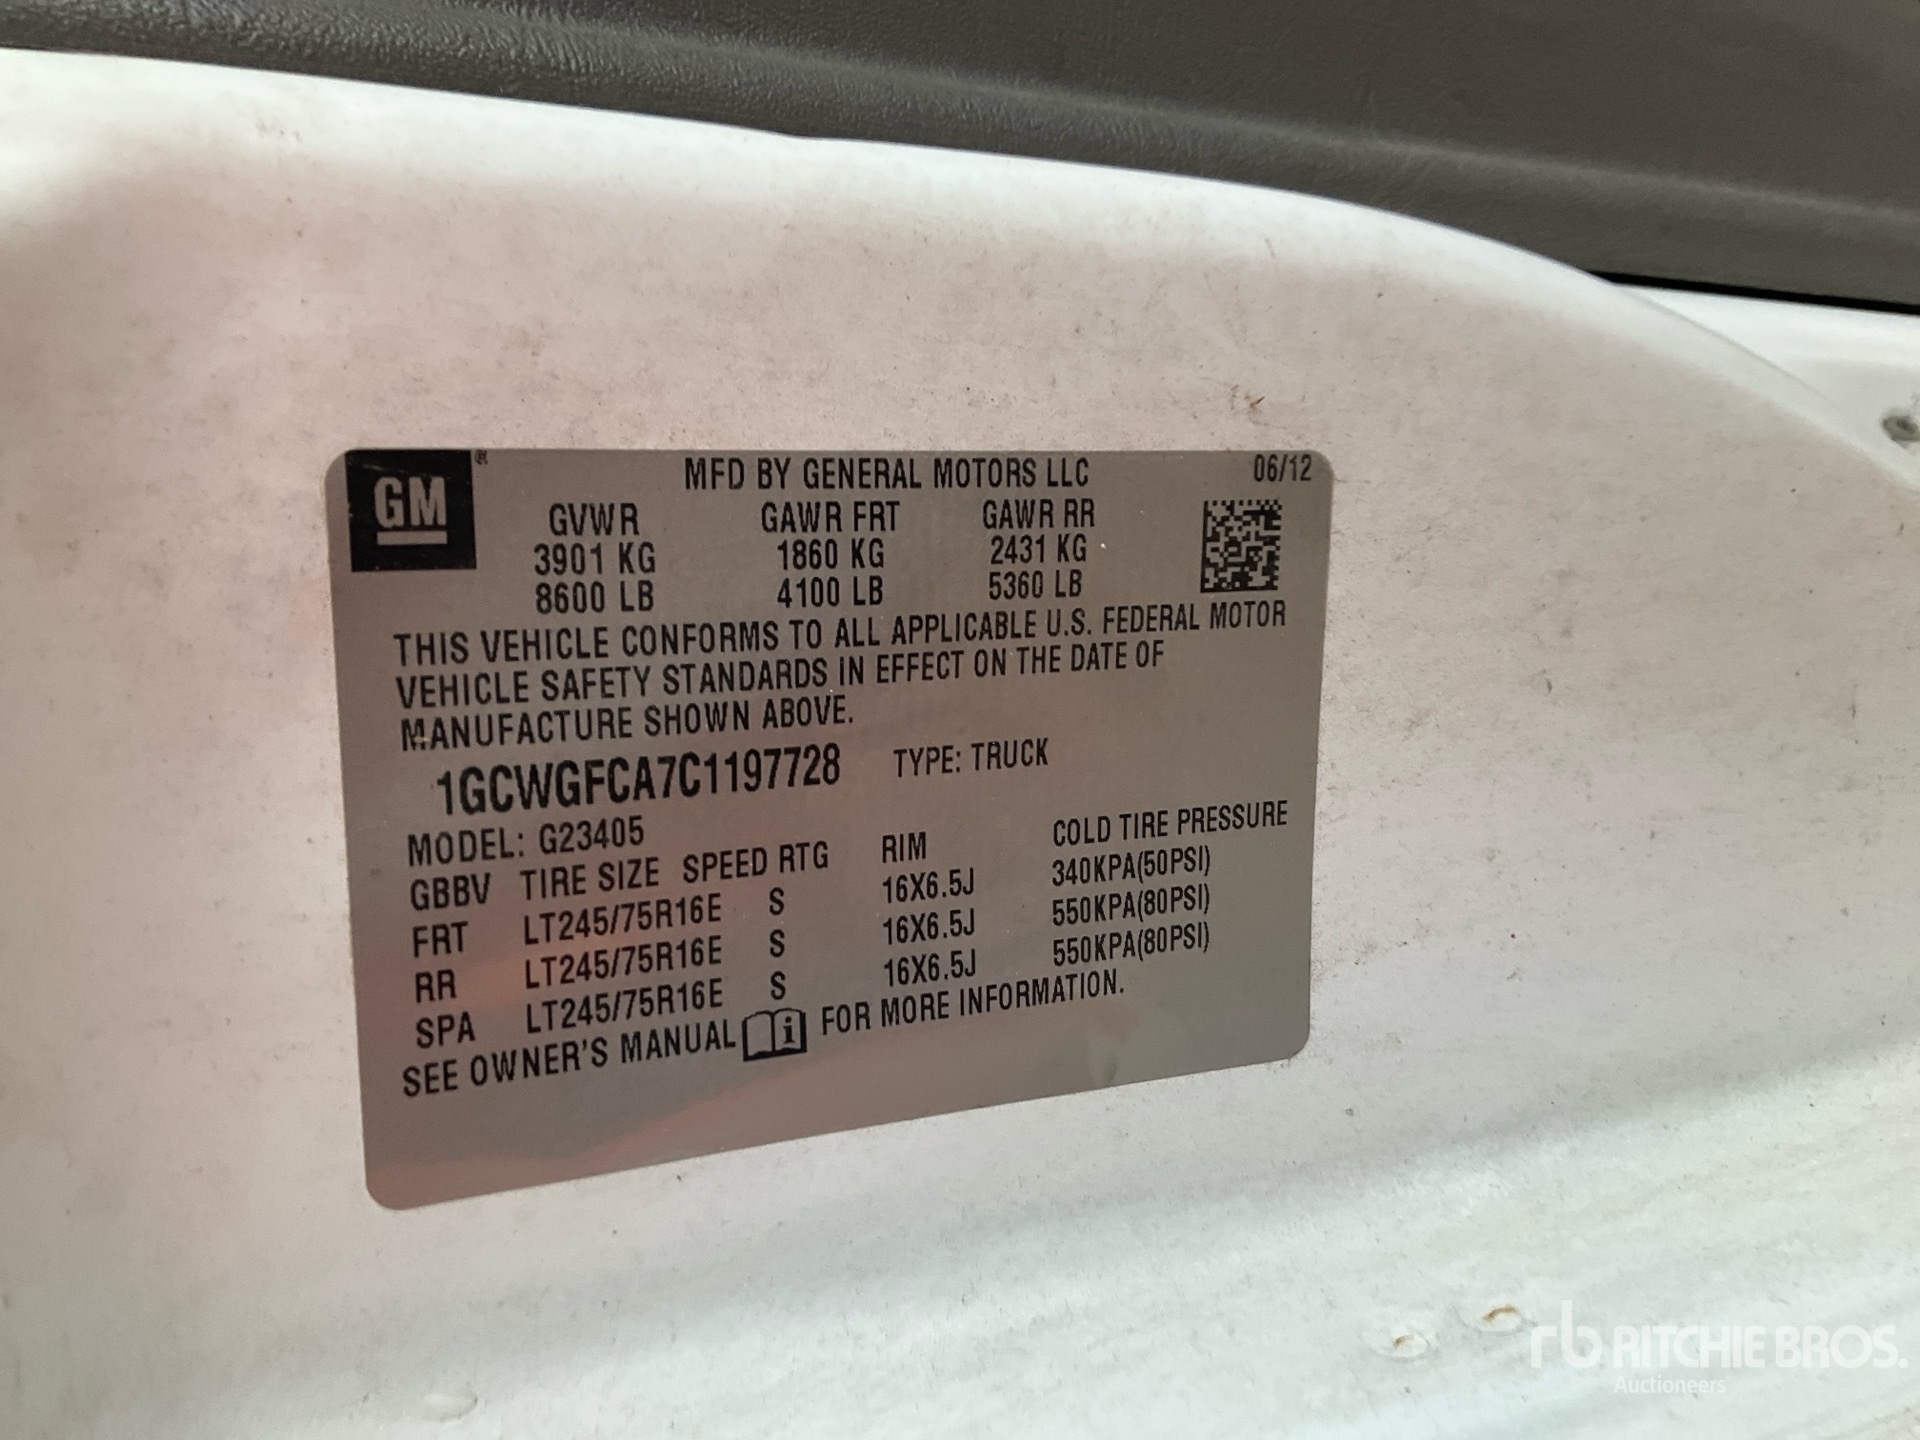 GM®
MFD BY GENERAL MOTORS LLC 06/12
GVWR GAWR FRT GAWR RR
3901 KG 1860 KG 2431 KG
8600 LB 4100 LB 5360 LB
THIS VEHICLE CONFORMS TO ALL APPLICABLE U.S. FEDERAL MOTOR
VEHICLE SAFETY STANDARDS IN EFFECT ON THE DATE OF
MANUFACTURE SHOWN ABOVE.
1GCWGFCA7C1197728 TYPE: TRUCK
MODEL: G23405
GBBV TIRE SIZE SPEED RTG RIM COLD TIRE PRESSURE
FRT LT245/75R16E S 16X6.5J 340KPA(50PSI)
RR LT245/75R16E S 16X6.5J 550KPA(80PSI)
SPA LT245/75R16E S 16X6.5J 550KPA(80PSI)
SEE OWNER'S MANUAL i FOR MORE INFORMATION.
rb RITCHIE BROS.
Auctioneers